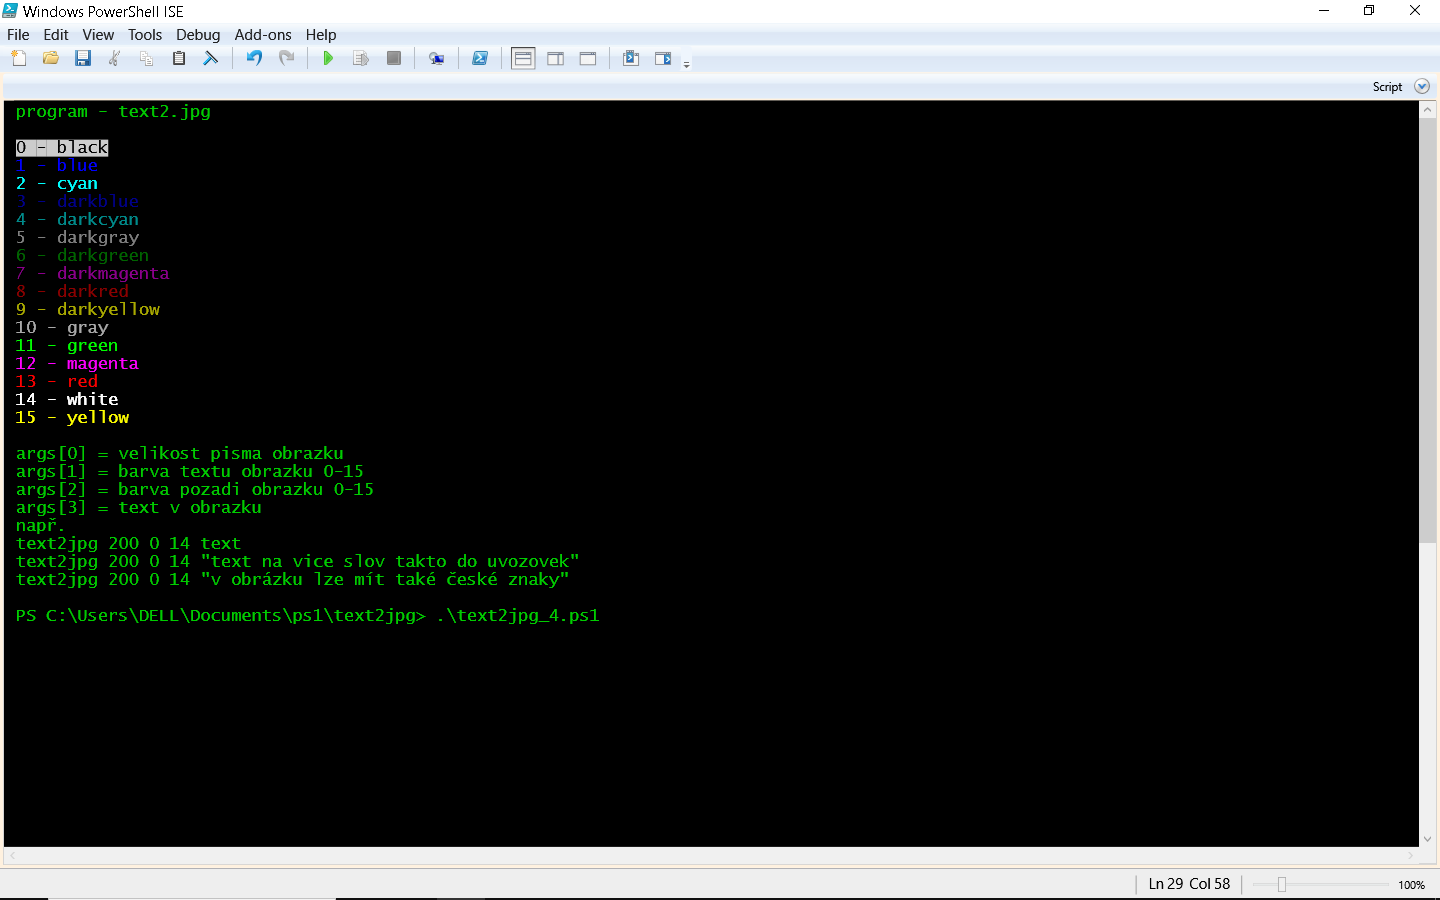 Windows PowerShell ISE
File Edit View Tools Debug Add-ons Help
Script
program - text2.jpg
0 - black
1 - blue
2 - cyan
3 - darkblue
4 - darkcyan
5 - darkgray
6 - darkgreen
7 - darkmagenta
8 - darkred
9 - darkyellow
10 - gray
11 - green
12 - magenta
13 - red
14 - white
15 - yellow
args[0] = velikost pisma obrazku
args[1] = barva textu obrazku 0-15
args[2] = barva pozadi obrazku 0-15
args[3] = text v obrazku
např.
text2jpg 200 0 14 text
text2jpg 200 0 14 "text na vice slov takto do uvozovek"
text2jpg 200 0 14 "v obrázku lze mít také české znaky"
PS C:\Users\DELL\Documents\ps1\text2jpg> .\text2jpg_4.ps1
Ln 29 Col 58
100%